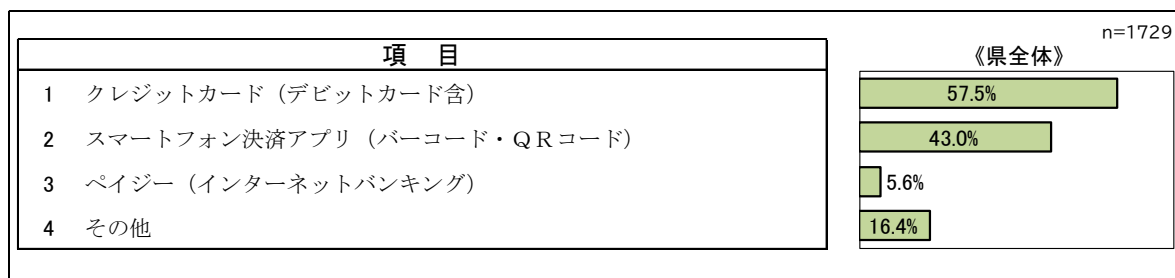 n=1729
項 目
《県全体》
1 クレジットカード（デビットカード含） 57.5%
2 スマートフォン決済アプリ（バーコード・ＱＲコード） 43.0%
3 ペイジー（インターネットバンキング） 5.6%
4 その他 16.4%